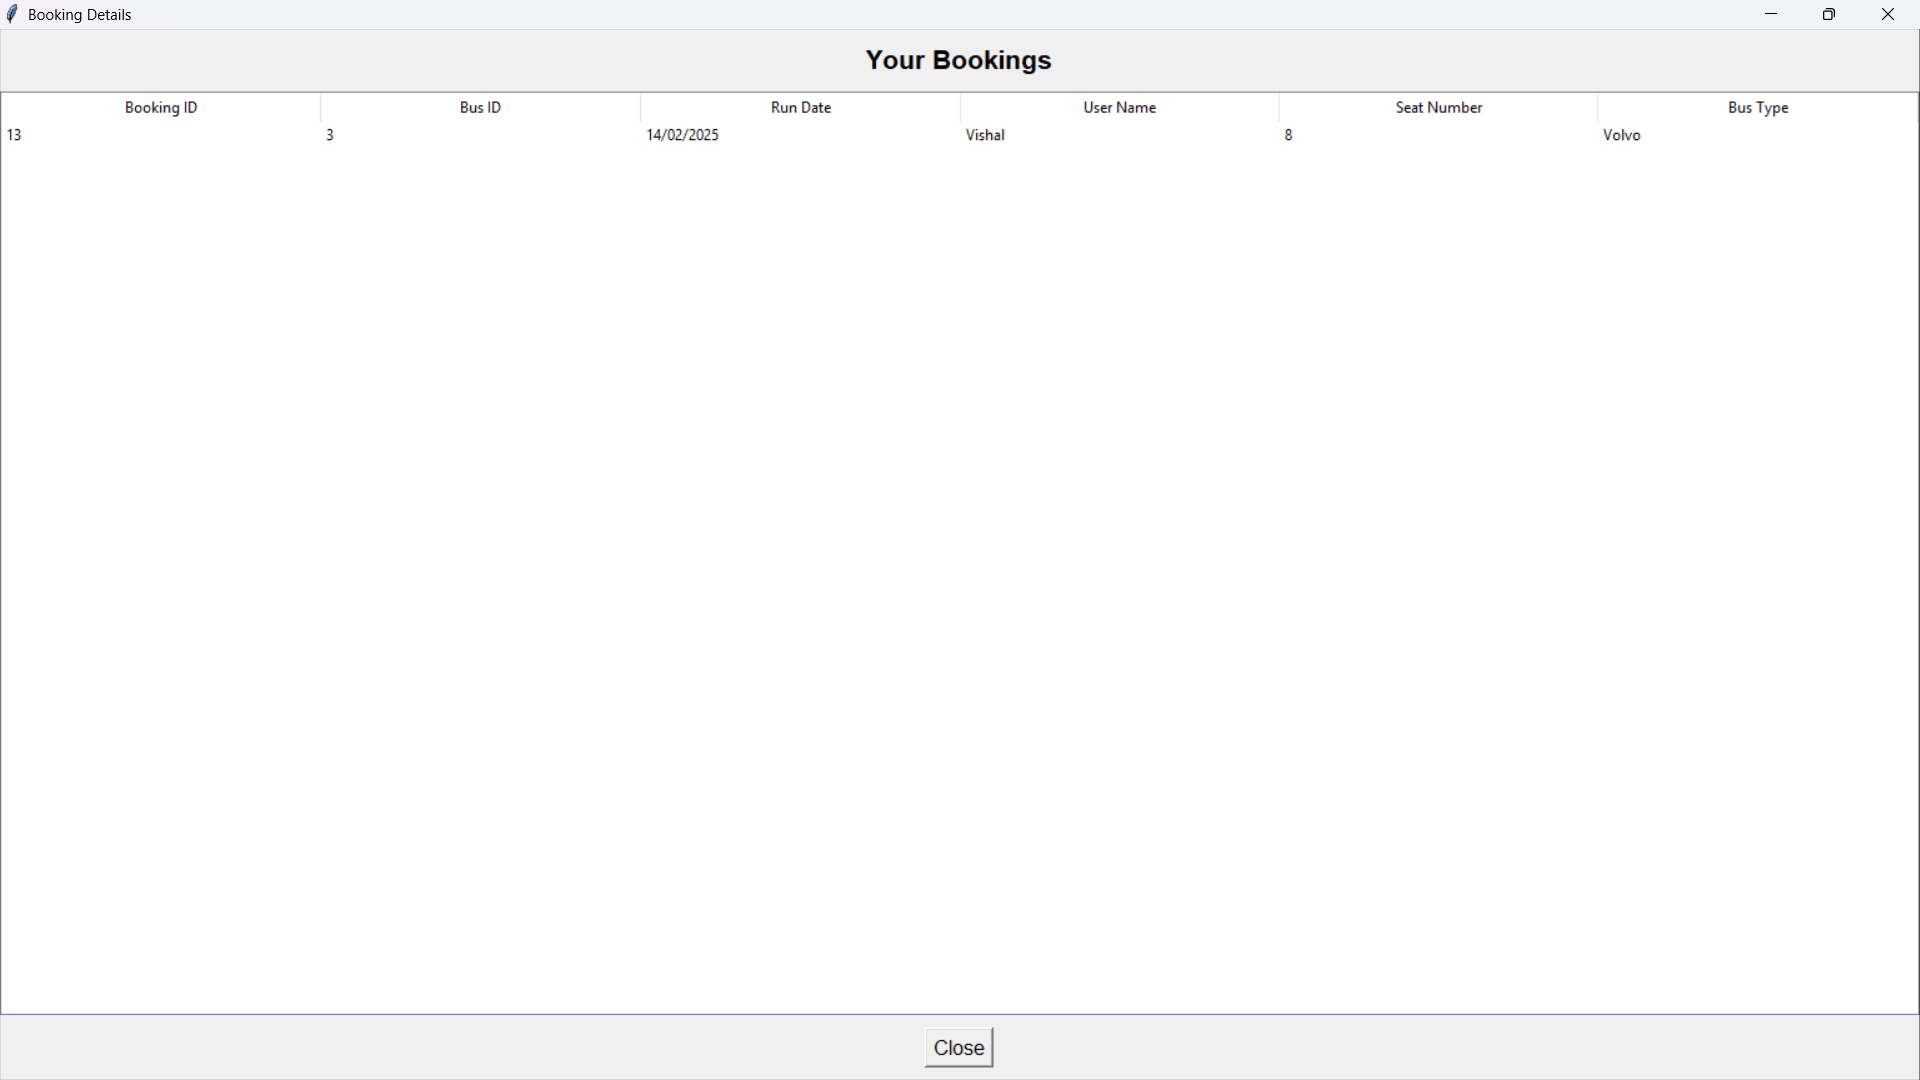 Booking Details
Your Bookings
Booking ID Bus ID Run Date User Name Seat Number Bus Type
13 3 14/02/2025 Vishal 8 Volvo
Close